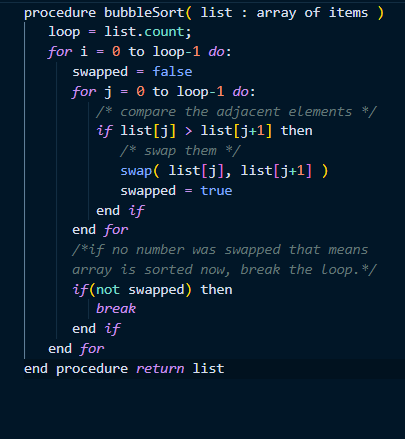 procedure bubbleSort( list : array of items )
loop = list.count;
for i = 0 to loop-1 do:
swapped = false
for j = 0 to loop-1 do:
/* compare the adjacent elements */
if list[j] > list[j+1] then
/* swap them */
swap( list[j], list[j+1] )
swapped = true
end if
end for
/*if no number was swapped that means
array is sorted now, break the loop.*/
if(not swapped) then
break
end if
end for
end procedure return list